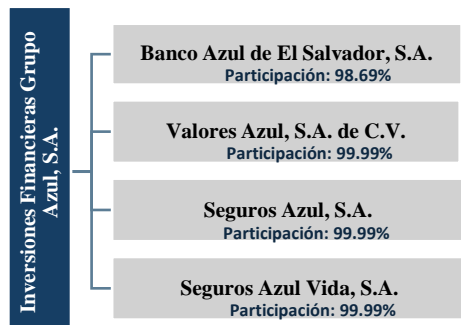 Inversiones Financieras Grupo
Azul, S.A.
Banco Azul de El Salvador, S.A.
Participación: 98.69%
Valores Azul, S.A. de C.V.
Participación: 99.99%
Seguros Azul, S.A.
Participación: 99.99%
Seguros Azul Vida, S.A.
Participación: 99.99%